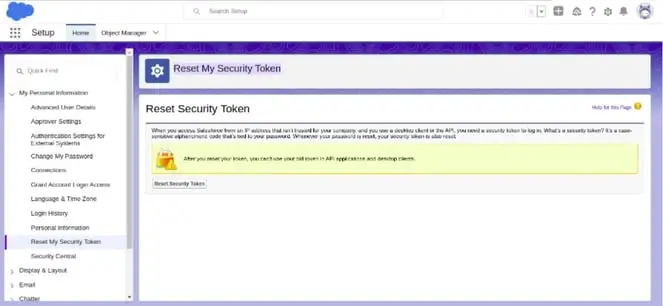 Search Setup
Setup
Home
Object Manager
Quick Find
My Personal Information
Advanced User Details
Approver Settings
Authentication Settings for
External Systems
Change My Password
Connections
Grant Account Login Access
Language & Time Zone
Login History
Personal Information
Reset My Security Token
Security Central
Display & Layout
Email
Chatter
Reset My Security Token
Reset Security Token
Help for this Page
When you access Salesforce from an IP address that isn't trusted for your company, and you use a desktop client or the API, you need a security token to log in. What's a security token? It's a case-
sensitive alphanumeric code that's tied to your password. Whenever your password is reset, your security token is also reset.
After you reset your token, you can't use your old token in API applications and desktop clients.
Reset Security Token